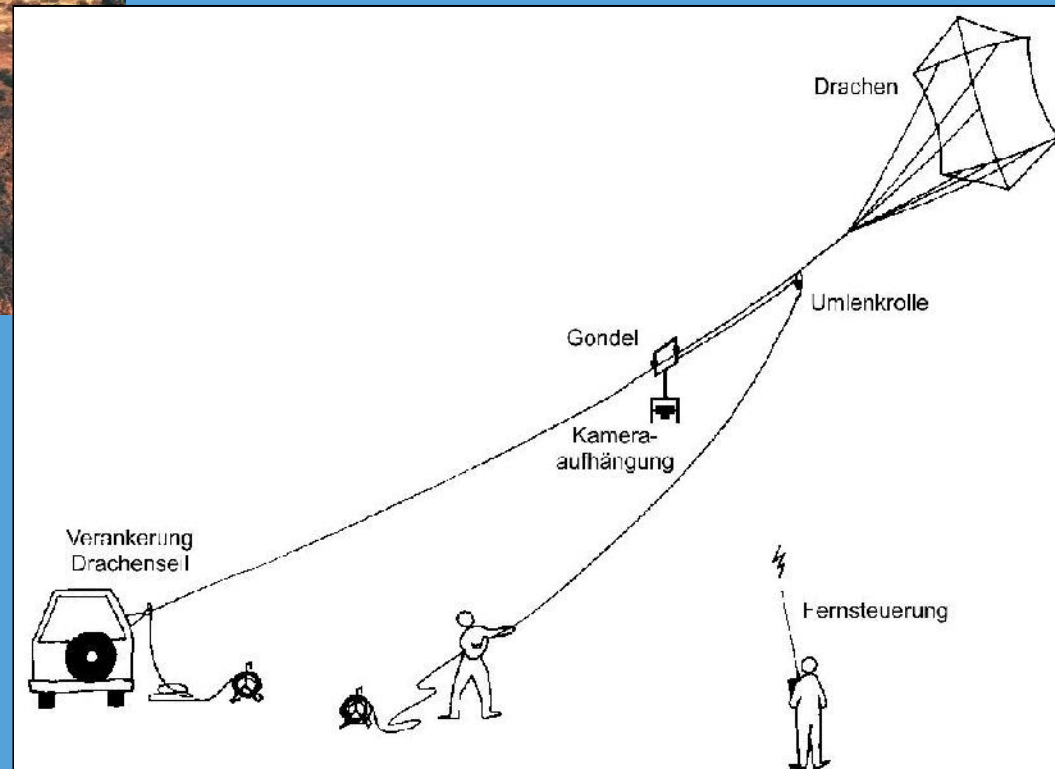 Drachen
Umlenkrolle
Gondel
Kamera-
aufhängung
Verankerung
Drachenseil
Fernsteuerung